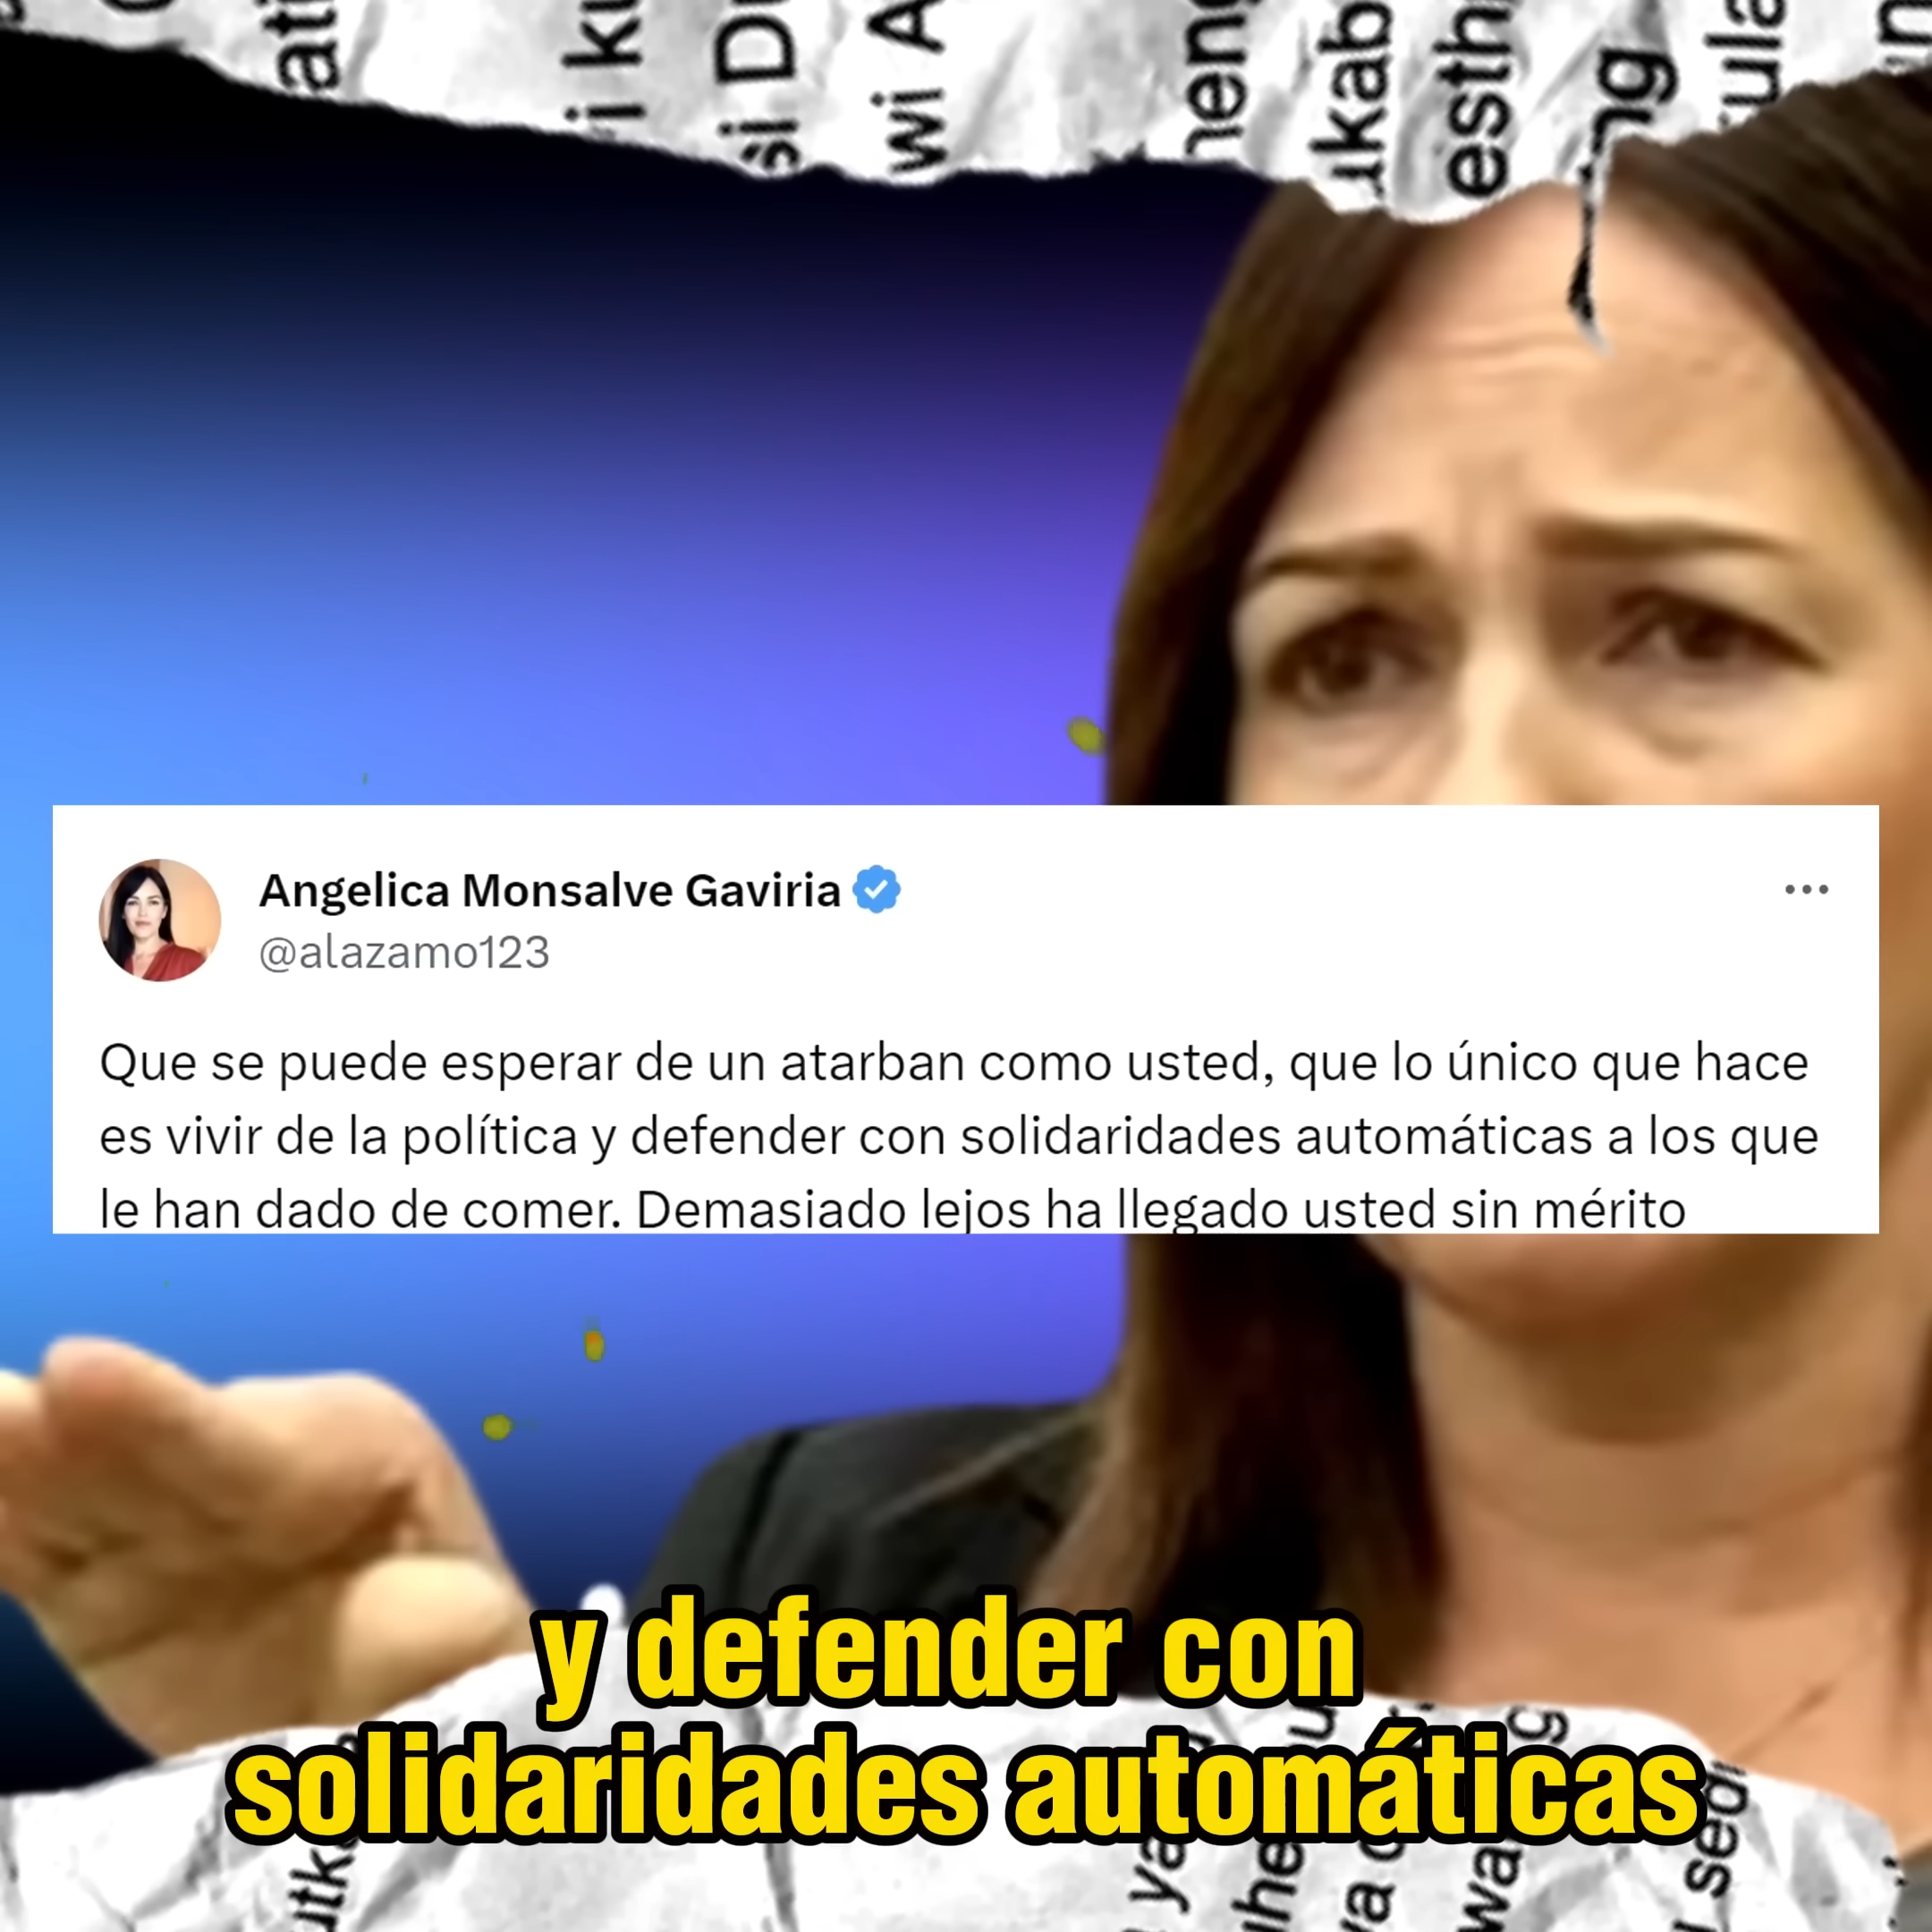 Angelica Monsalve Gaviria
@alazamo123
Que se puede esperar de un atarban como usted, que lo único que hace
es vivir de la política y defender con solidaridades automáticas a los que
le han dado de comer. Demasiado lejos ha llegado usted sin mérito
y defender con
solidaridades automáticas